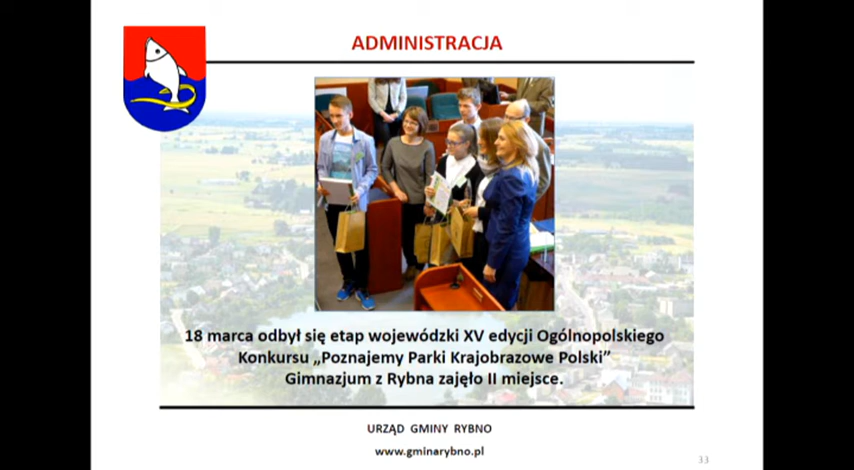 ADMINISTRACJA
18 marca odbył się etap wojewódzki XV edycji Ogólnopolskiego
Konkursu „Poznajemy Parki Krajobrazowe Polski”
Gimnazjum z Rybna zajęło II miejsce.
URZĄD GMINY RYBNO
www.gminarybno.pl
33